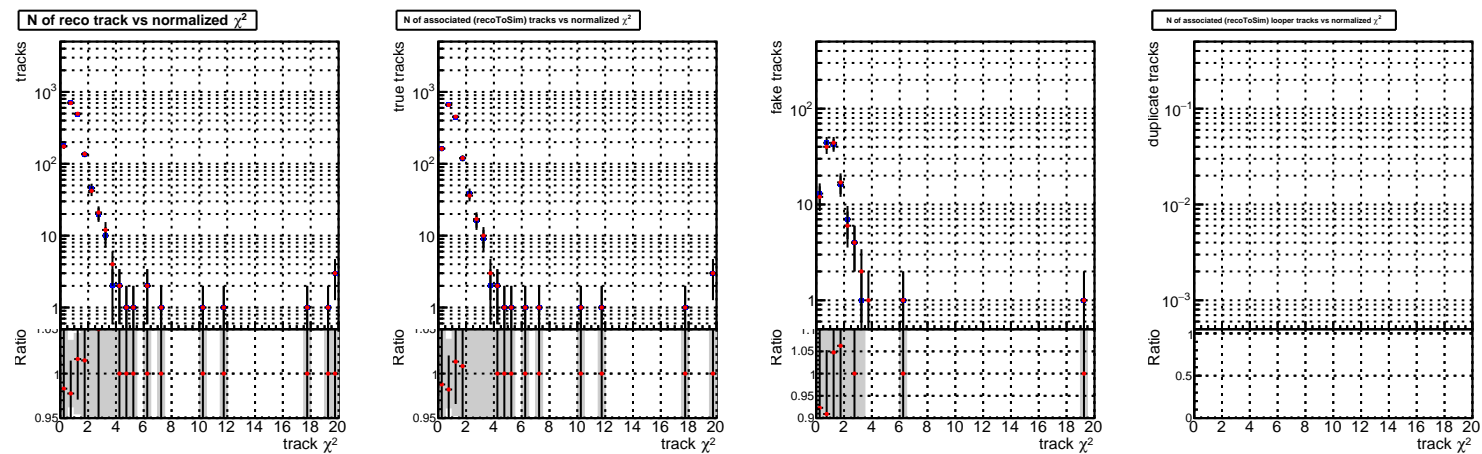 N of reco track vs normalized χ²
tracks
10³
10²
10
1
Ratio
1.05
1
0.95
0 2 4 6 8 10 12 14 16 18 20
track χ²
N of associated (recoToSim) tracks vs normalized χ²
true tracks
10³
10²
10
1
Ratio
1.05
1
0.95
0 2 4 6 8 10 12 14 16 18 20
track χ²
fake tracks
10²
10
1
Ratio
1.05
1
0.95
0.9
0 2 4 6 8 10 12 14 16 18 20
track χ²
N of associated (recoToSim) looper tracks vs normalized χ²
duplicate tracks
10⁻¹
10⁻²
10⁻³
Ratio
1
0.5
0
0 2 4 6 8 10 12 14 16 18 20
track χ²